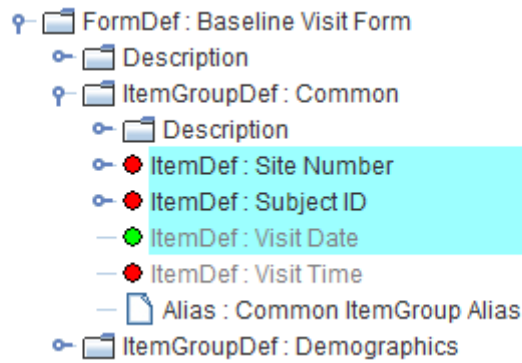 FormDef : Baseline Visit Form
Description
ItemGroupDef : Common
Description
ItemDef : Site Number
ItemDef : Subject ID
ItemDef : Visit Date
ItemDef : Visit Time
Alias : Common ItemGroup Alias
ItemGroupDef : Demographics